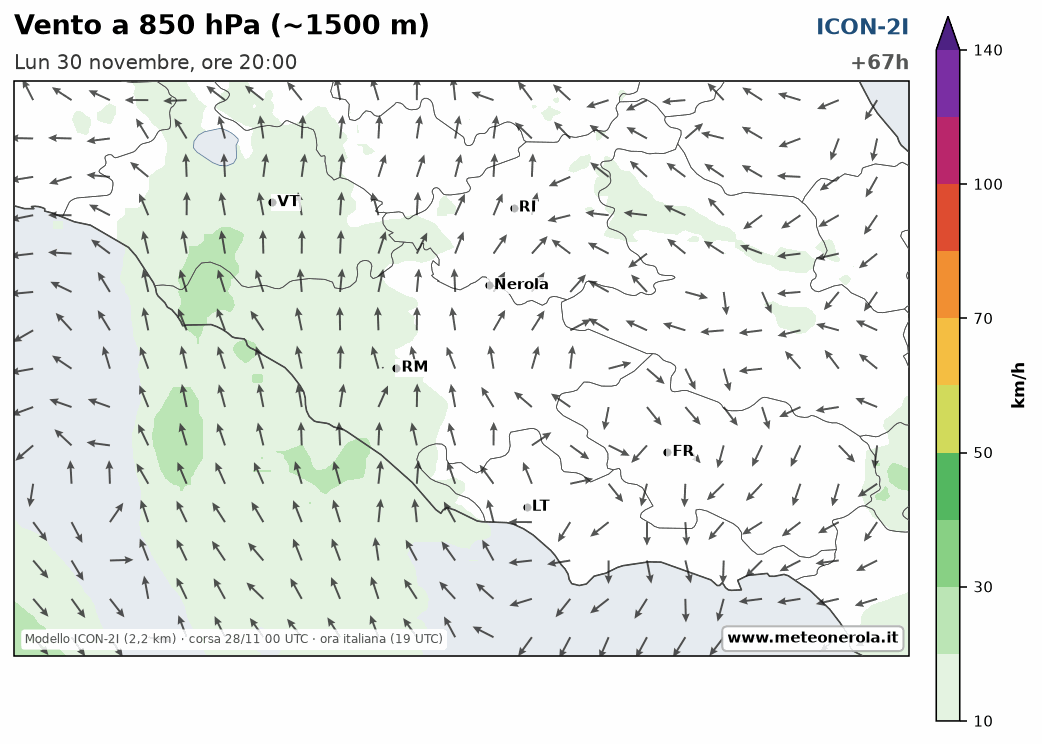 Vento a 850 hPa (~1500 m)
ICON-2I
Lun 30 novembre, ore 20:00
+67h
140
100
70
50
30
10
km/h
VT
RI
Nerola
RM
FR
LT
Modello ICON-2I (2,2 km) · corsa 28/11 00 UTC · ora italiana (19 UTC)
www.meteonerola.it